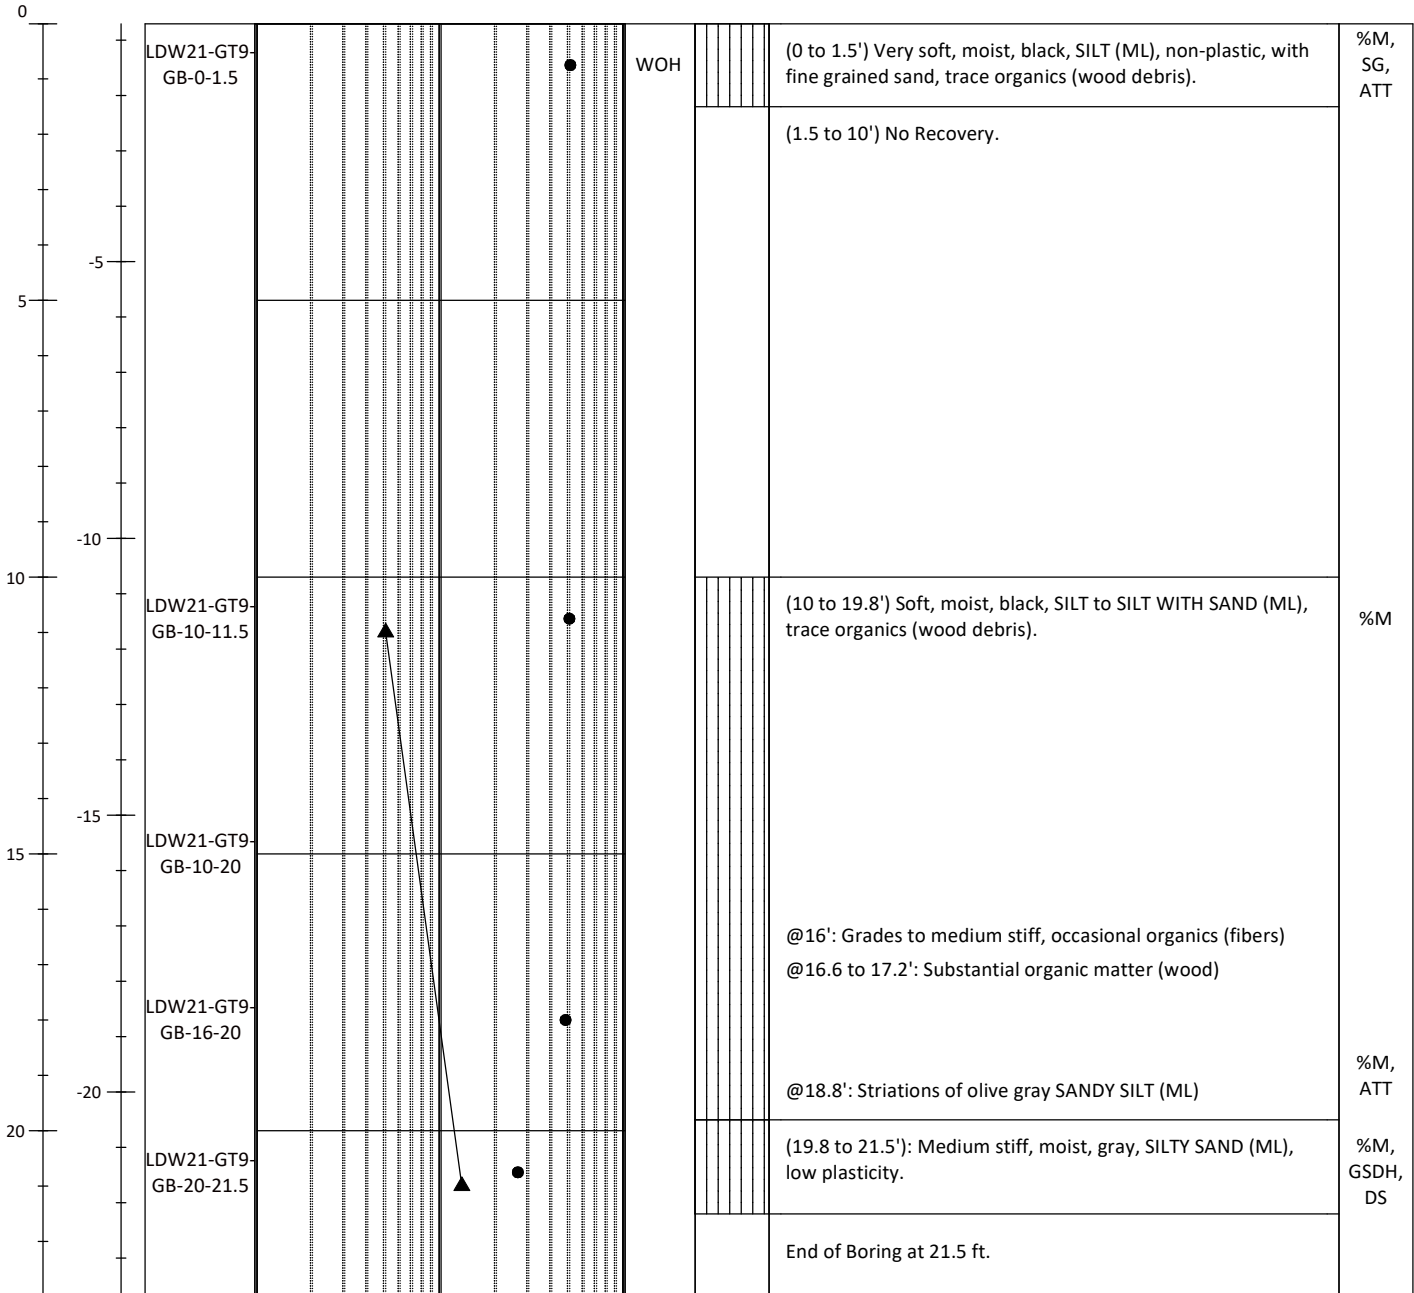 0
LDW21-GT9-
GB-0-1.5
WOH
(0 to 1.5') Very soft, moist, black, SILT (ML), non-plastic, with
fine grained sand, trace organics (wood debris).
%M,
SG,
ATT
(1.5 to 10') No Recovery.
-5
5
-10
10
LDW21-GT9-
GB-10-11.5
(10 to 19.8') Soft, moist, black, SILT to SILT WITH SAND (ML),
trace organics (wood debris).
%M
-15
15
LDW21-GT9-
GB-10-20
@16': Grades to medium stiff, occasional organics (fibers)
@16.6 to 17.2': Substantial organic matter (wood)
LDW21-GT9-
GB-16-20
-20
@18.8': Striations of olive gray SANDY SILT (ML)
%M,
ATT
20
LDW21-GT9-
GB-20-21.5
(19.8 to 21.5'): Medium stiff, moist, gray, SILTY SAND (ML),
low plasticity.
%M,
GSDH,
DS
End of Boring at 21.5 ft.